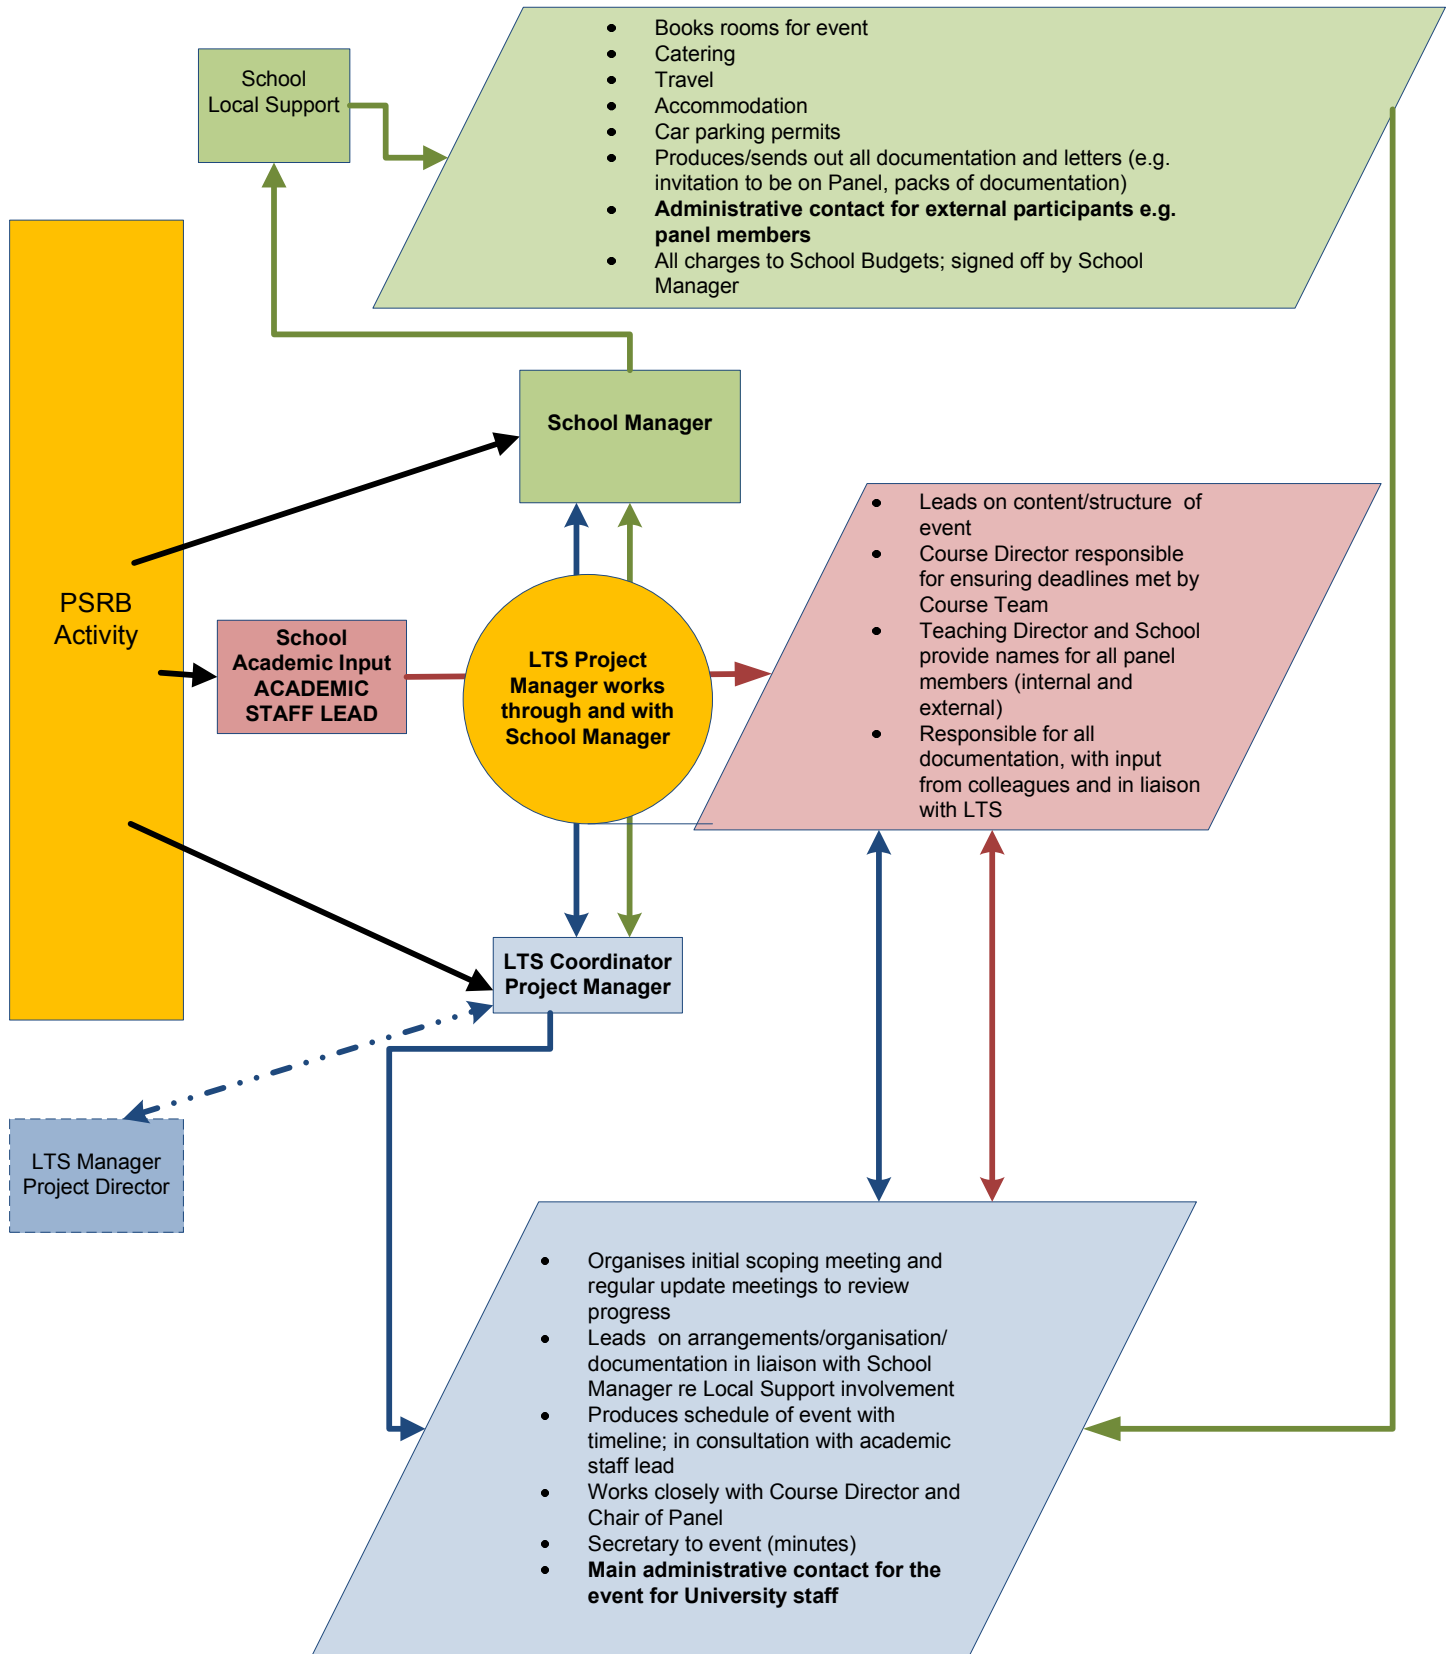 • Books rooms for event
• Catering
• Travel
• Accommodation
• Car parking permits
• Produces/sends out all documentation and letters (e.g.
invitation to be on Panel, packs of documentation)
• Administrative contact for external participants e.g.
panel members
• All charges to School Budgets; signed off by School
Manager
School
Local Support
School Manager
PSRB
Activity
School
Academic Input
ACADEMIC
STAFF LEAD
LTS Project
Manager works
through and with
School Manager
• Leads on content/structure of
event
• Course Director responsible
for ensuring deadlines met by
Course Team
• Teaching Director and School
provide names for all panel
members (internal and
external)
• Responsible for all
documentation, with input
from colleagues and in liaison
with LTS
LTS Coordinator
Project Manager
LTS Manager
Project Director
• Organises initial scoping meeting and
regular update meetings to review
progress
• Leads on arrangements/organisation/
documentation in liaison with School
Manager re Local Support involvement
• Produces schedule of event with
timeline; in consultation with academic
staff lead
• Works closely with Course Director and
Chair of Panel
• Secretary to event (minutes)
• Main administrative contact for the
event for University staff